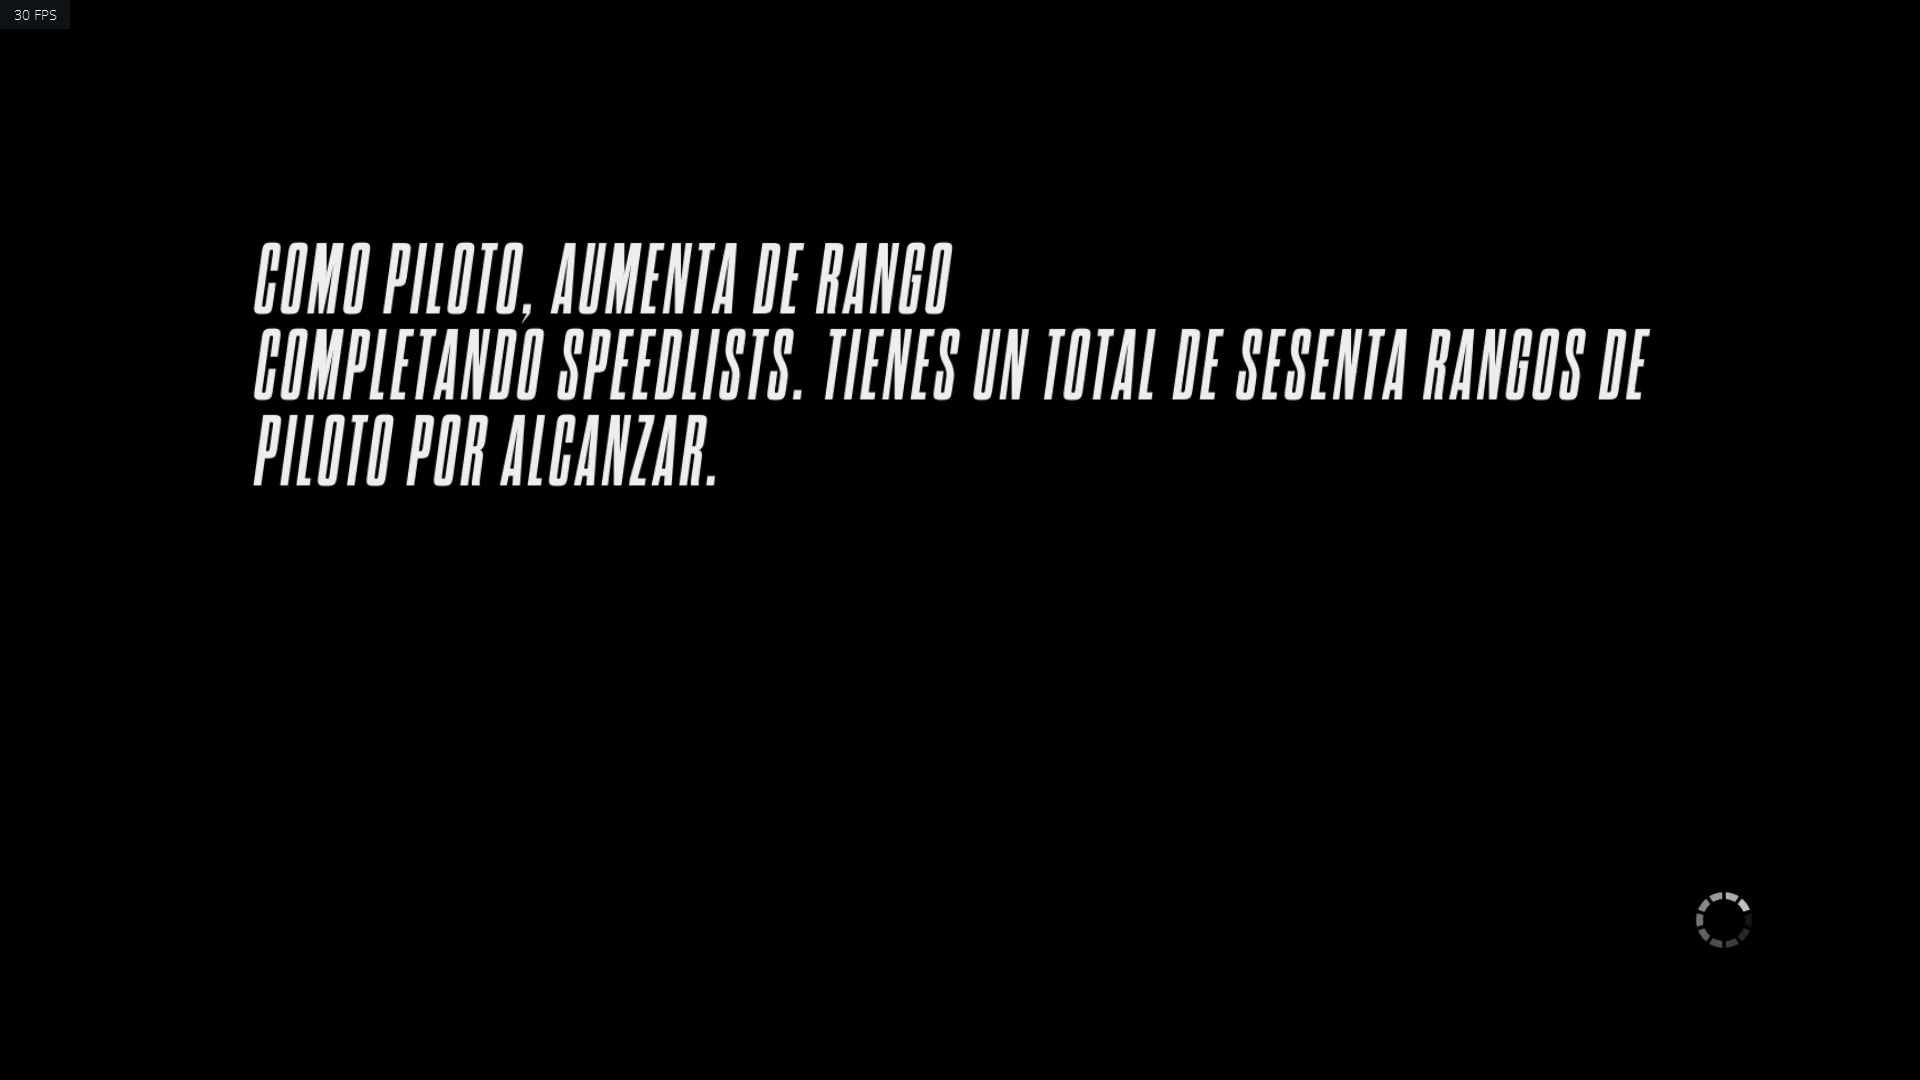 30 FPS
COMO PILOTO, AUMENTA DE RANGO
COMPLETANDO SPEEDLISTS. TIENES UN TOTAL DE SESENTA RANGOS DE
PILOTO POR ALCANZAR.